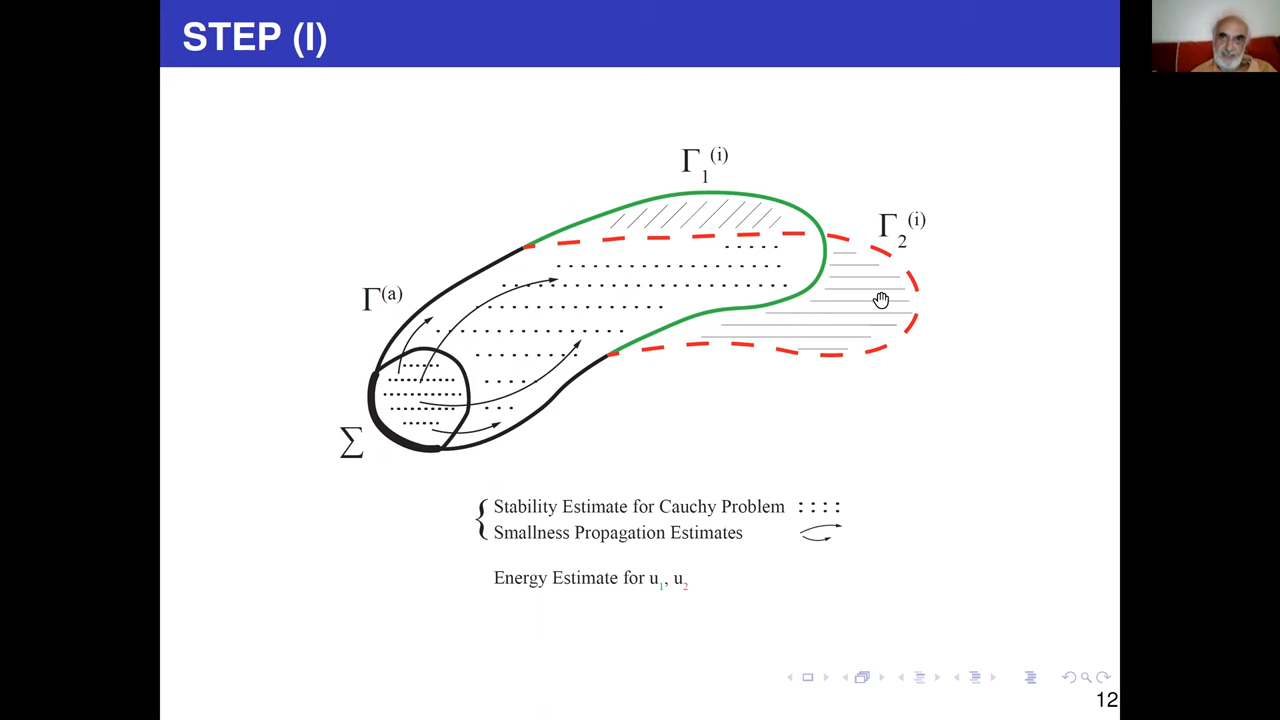 STEP (I)
Γ₁⁽ⁱ⁾
Γ₂⁽ⁱ⁾
Γ⁽ᵃ⁾
Σ
Stability Estimate for Cauchy Problem
Smallness Propagation Estimates
Energy Estimate for u₁, u₂
12